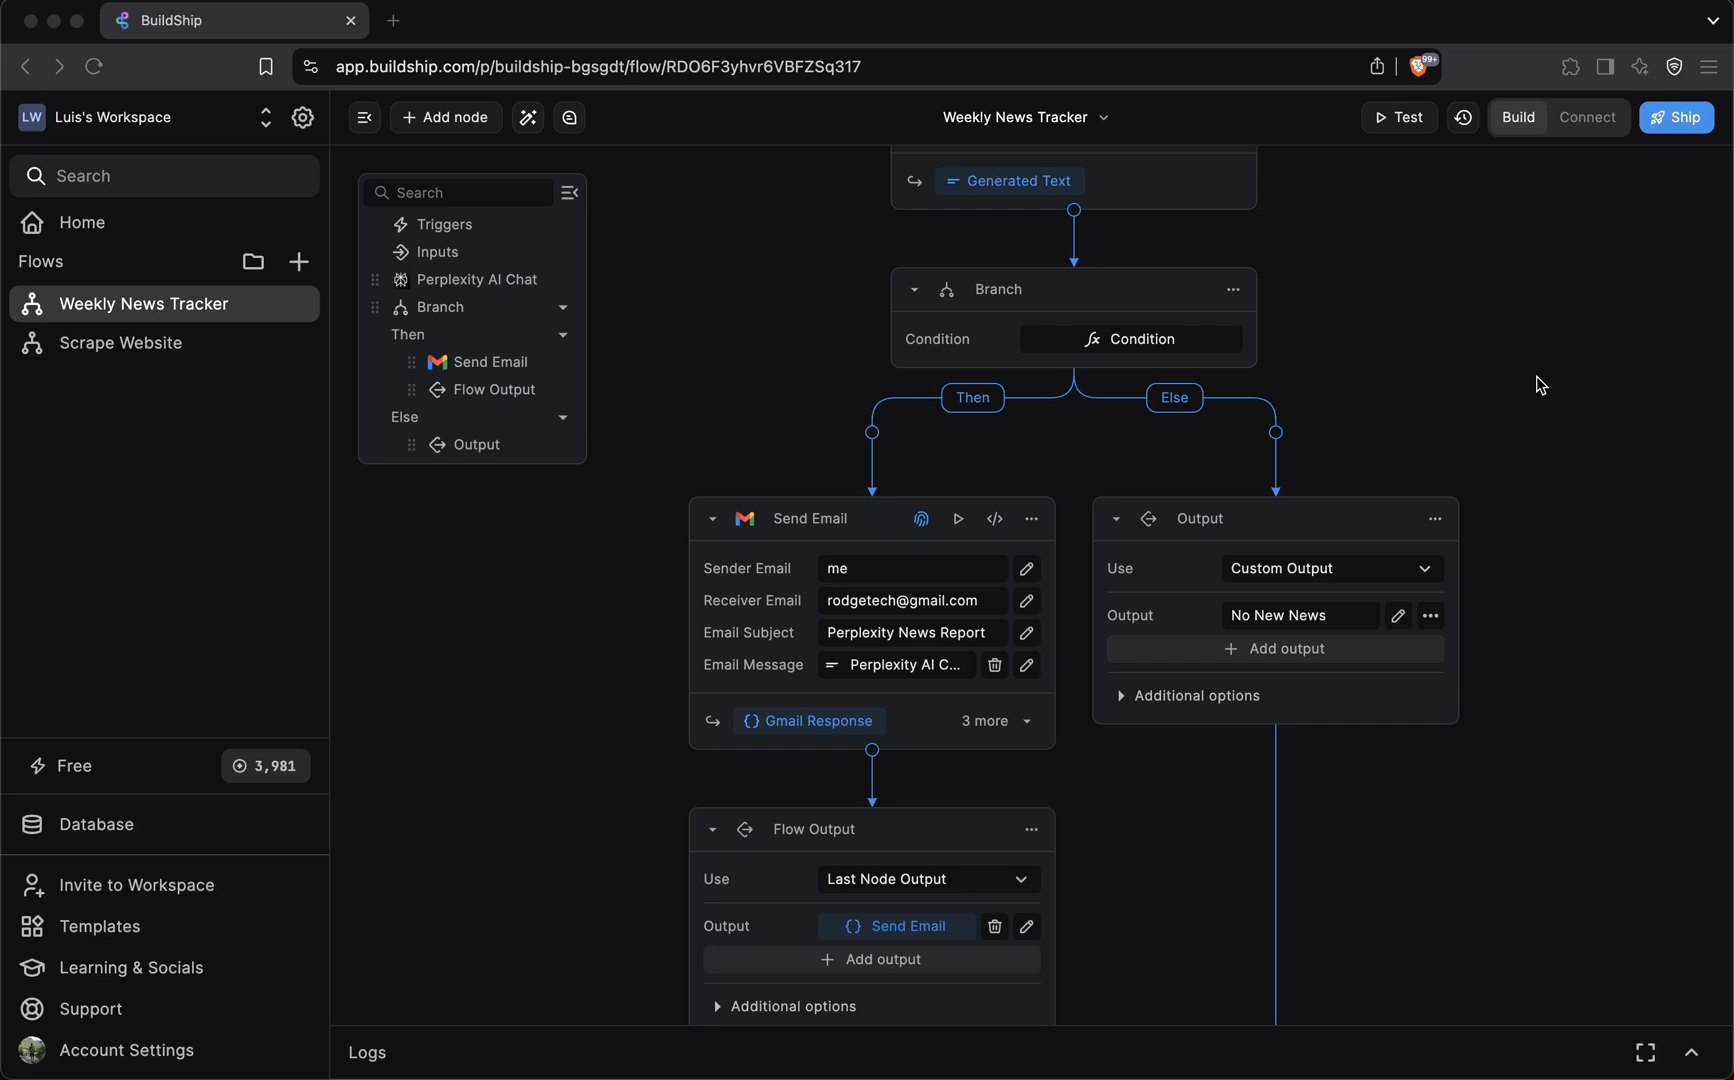 BuildShip
app.buildship.com/p/buildship-bgsgdt/flow/RDO6F3yhvr6VBFZSq317
99+
LW Luis's Workspace
Add node
Weekly News Tracker
Test
Build
Connect
Ship
Search
Home
Flows
Weekly News Tracker
Scrape Website
Free
3,981
Database
Invite to Workspace
Templates
Learning & Socials
Support
Account Settings
Search
Triggers
Inputs
Perplexity AI Chat
Branch
Then
Send Email
Flow Output
Else
Output
Generated Text
Branch
Condition fx Condition
Then
Else
Send Email
Sender Email me
Receiver Email rodgetech@gmail.com
Email Subject Perplexity News Report
Email Message Perplexity AI C...
{} Gmail Response 3 more
Output
Use Custom Output
Output No New News
+ Add output
Additional options
Flow Output
Use Last Node Output
Output {} Send Email
+ Add output
Additional options
Logs